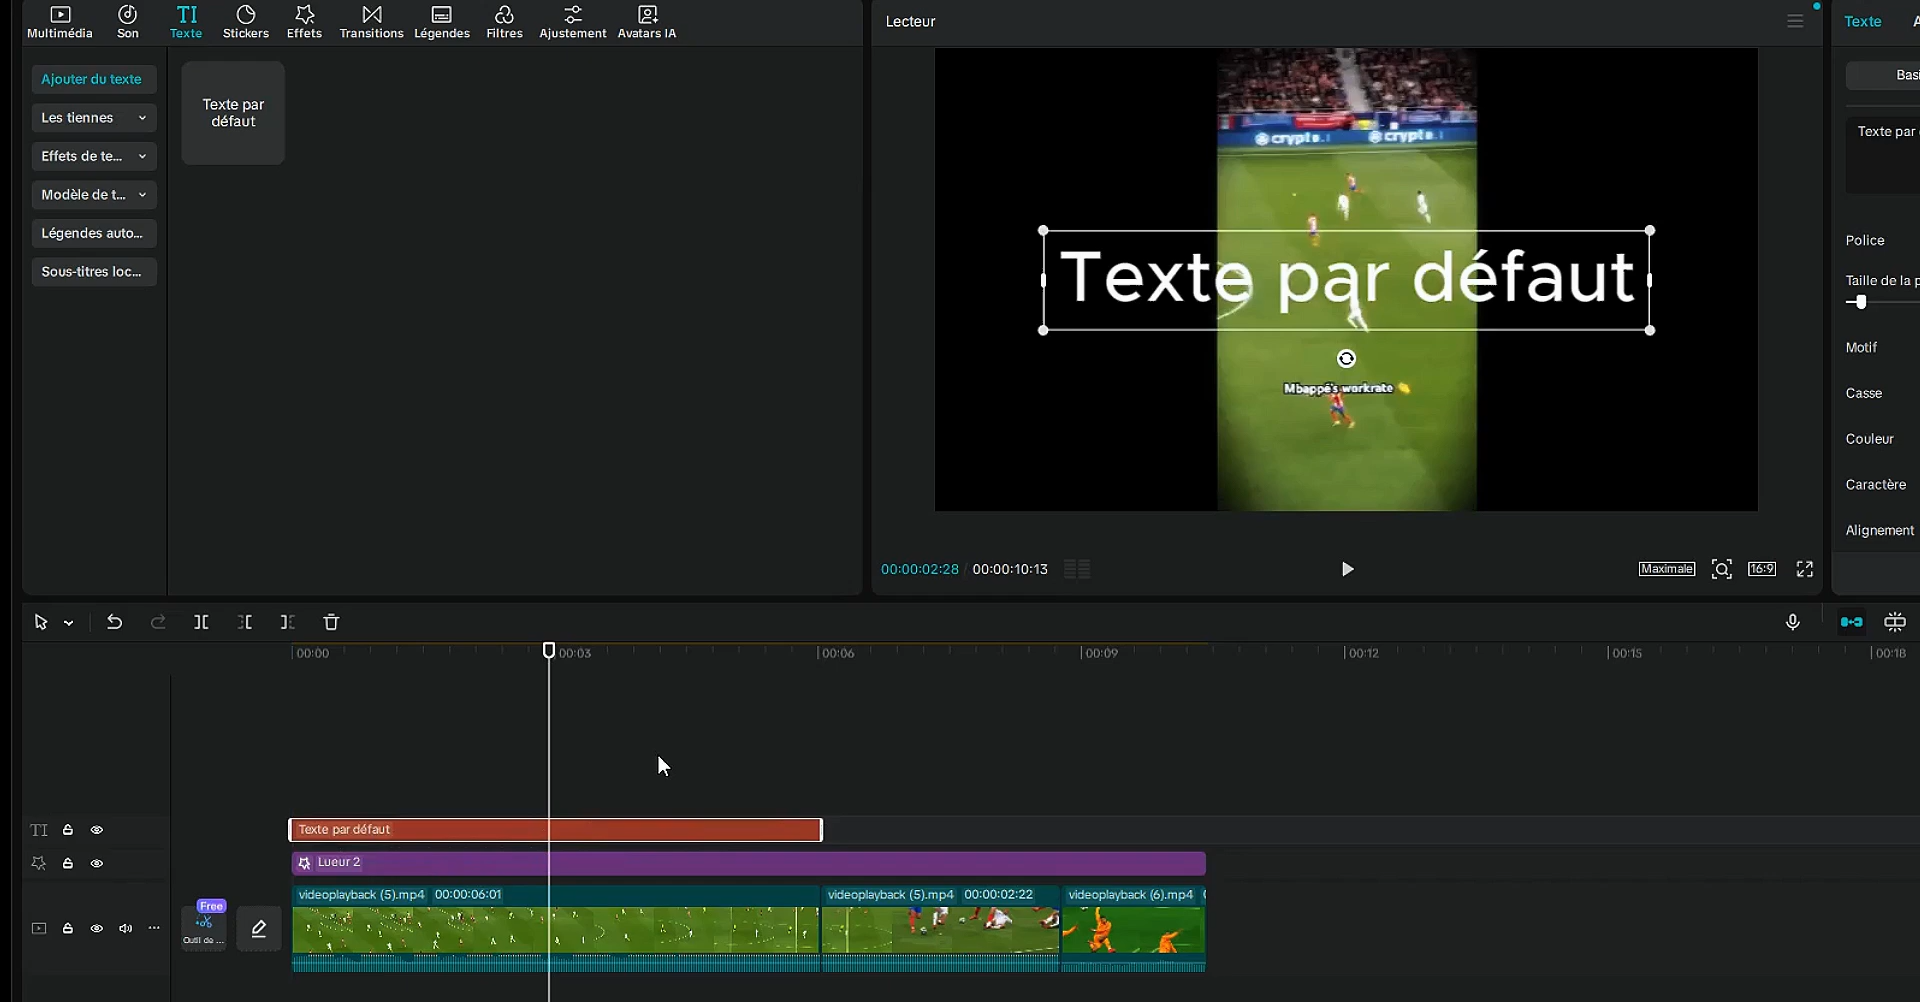 Multimédia Son Texte Stickers Effets Transitions Légendes Filtres Ajustement Avatars IA
Ajouter du texte
Les tiennes
Effets de te...
Modèle de t...
Légendes auto...
Sous-titres loc...
Texte par
défaut
Lecteur
crypto. crypto.
Texte par défaut
Mbappé's workrate
00:00:02:28 / 00:00:10:13
Maximale
16:9
Texte A
Basi
Texte par
Police
Taille de la p
Motif
Casse
Couleur
Caractère
Alignement
00:00 00:03 00:06 00:09 00:12 00:15 00:18
TI Texte par défaut
Lueur 2
videoplayback (5).mp4 00:00:06:01 videoplayback (5).mp4 00:00:02:22 videoplayback (6).mp4
Free
Outil de ...